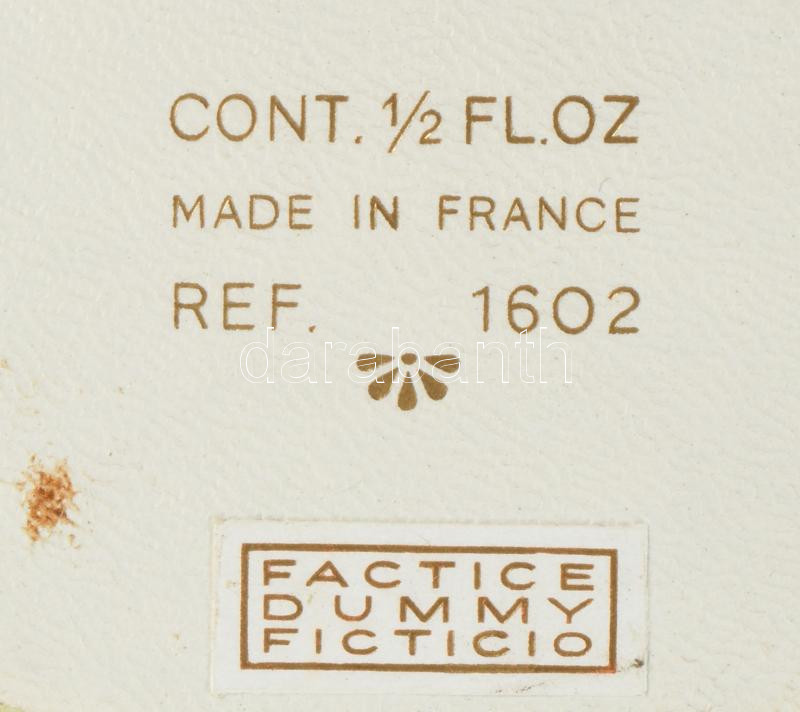 CONT. ½ FL.OZ
MADE IN FRANCE
REF. 1602
darabanth
FACTICE
DUMMY
FICTICIO